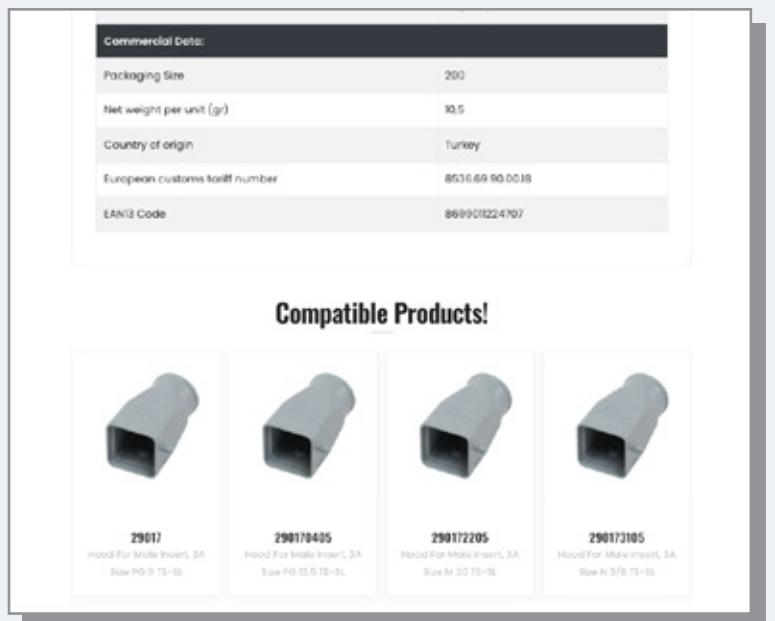 Commercial Data:
Packaging Size 200
Net weight per unit (gr) 10,5
Country of origin Turkey
European customs tariff number 8536.69.90.00.18
EAN13 Code 8699011224707
Compatible Products!
29017
Hood For Male Insert, 3A
Size PG 11 TE-SL
290170405
Hood For Male Insert, 3A
Size PG 13,5 TE-SL
290172205
Hood For Male Insert, 3A
Size M 20 TE-SL
290173105
Hood For Male Insert, 3A
Size N 3/8 TE-SL